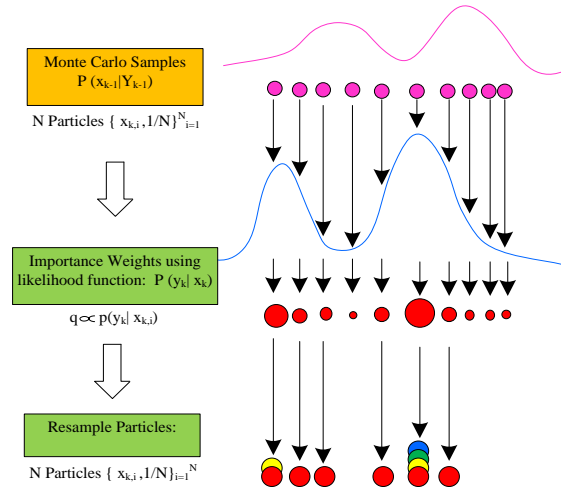 Monte Carlo Samples
P (xk-1|Yk-1)
N Particles { xk,i ,1/N}Ni=1
Importance Weights using
likelihood function: P (yk| xk)
q∝p(yk| xk,i)
Resample Particles:
N Particles { xk,i ,1/N}i=1N